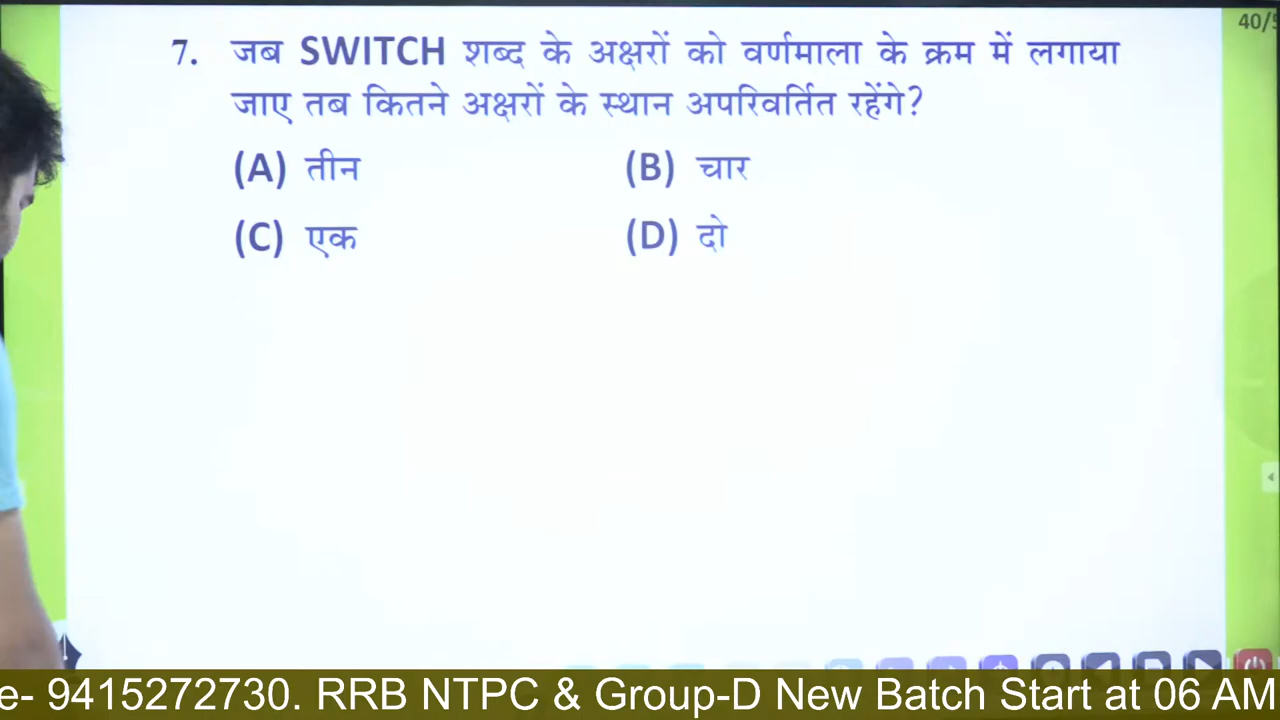 40/5
7. जब SWITCH शब्द के अक्षरों को वर्णमाला के क्रम में लगाया
जाए तब कितने अक्षरों के स्थान अपरिवर्तित रहेंगे?
(A) तीन (B) चार
(C) एक (D) दो
e- 9415272730. RRB NTPC & Group-D New Batch Start at 06 AM